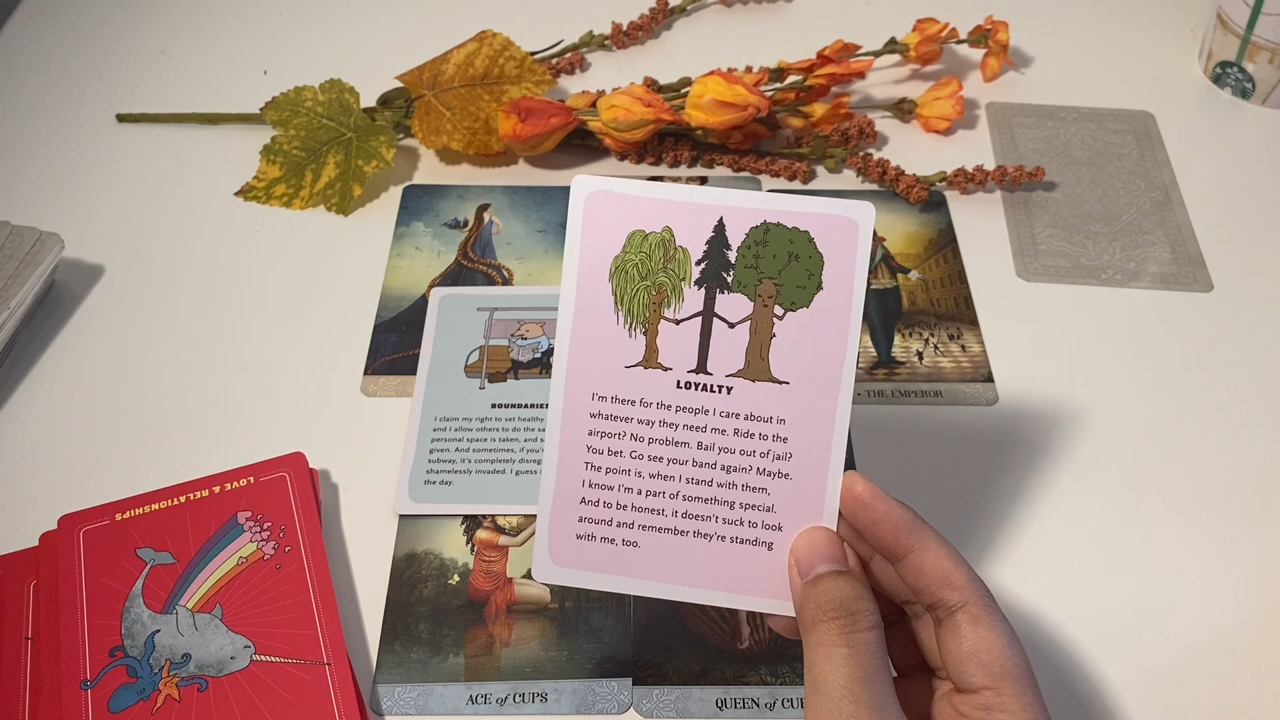 LOYALTY
I'm there for the people I care about in
whatever way they need me. Ride to the
airport? No problem. Bail you out of jail?
You bet. Go see your band again? Maybe.
The point is, when I stand with them,
I know I'm a part of something special.
And to be honest, it doesn't suck to look
around and remember they're standing
with me, too.
BOUNDARIES
I claim my right to set healthy
and I allow others to do the
personal space is taken, and
given. And sometimes, if you're
subway, it's completely
shamelessly invaded. I guess
the day.
• THE EMPEROR
ACE of CUPS
QUEEN of
LOVE & RELATIONSHIPS